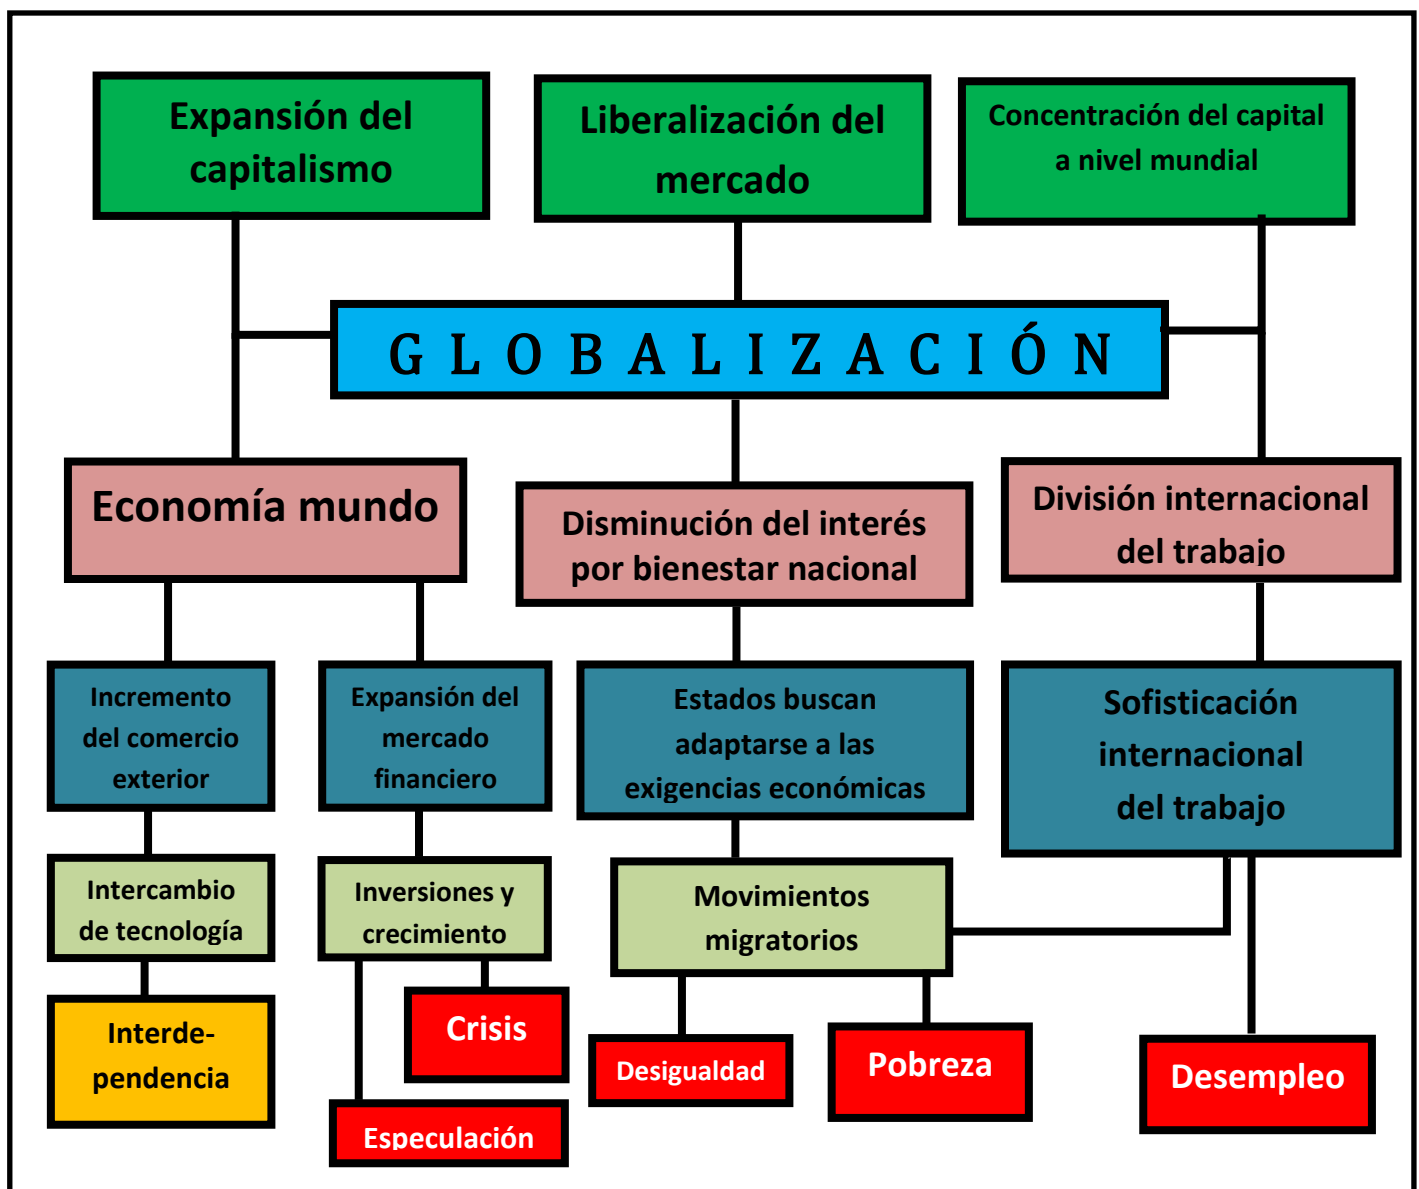 Expansión del
capitalismo
Liberalización del
mercado
Concentración del capital
a nivel mundial
G L O B A L I Z A C I Ó N
Economía mundo
Disminución del interés
por bienestar nacional
División internacional
del trabajo
Incremento
del comercio
exterior
Expansión del
mercado
financiero
Estados buscan
adaptarse a las
exigencias económicas
Sofisticación
internacional
del trabajo
Intercambio
de tecnología
Inversiones y
crecimiento
Movimientos
migratorios
Interde-
pendencia
Crisis
Especulación
Desigualdad
Pobreza
Desempleo